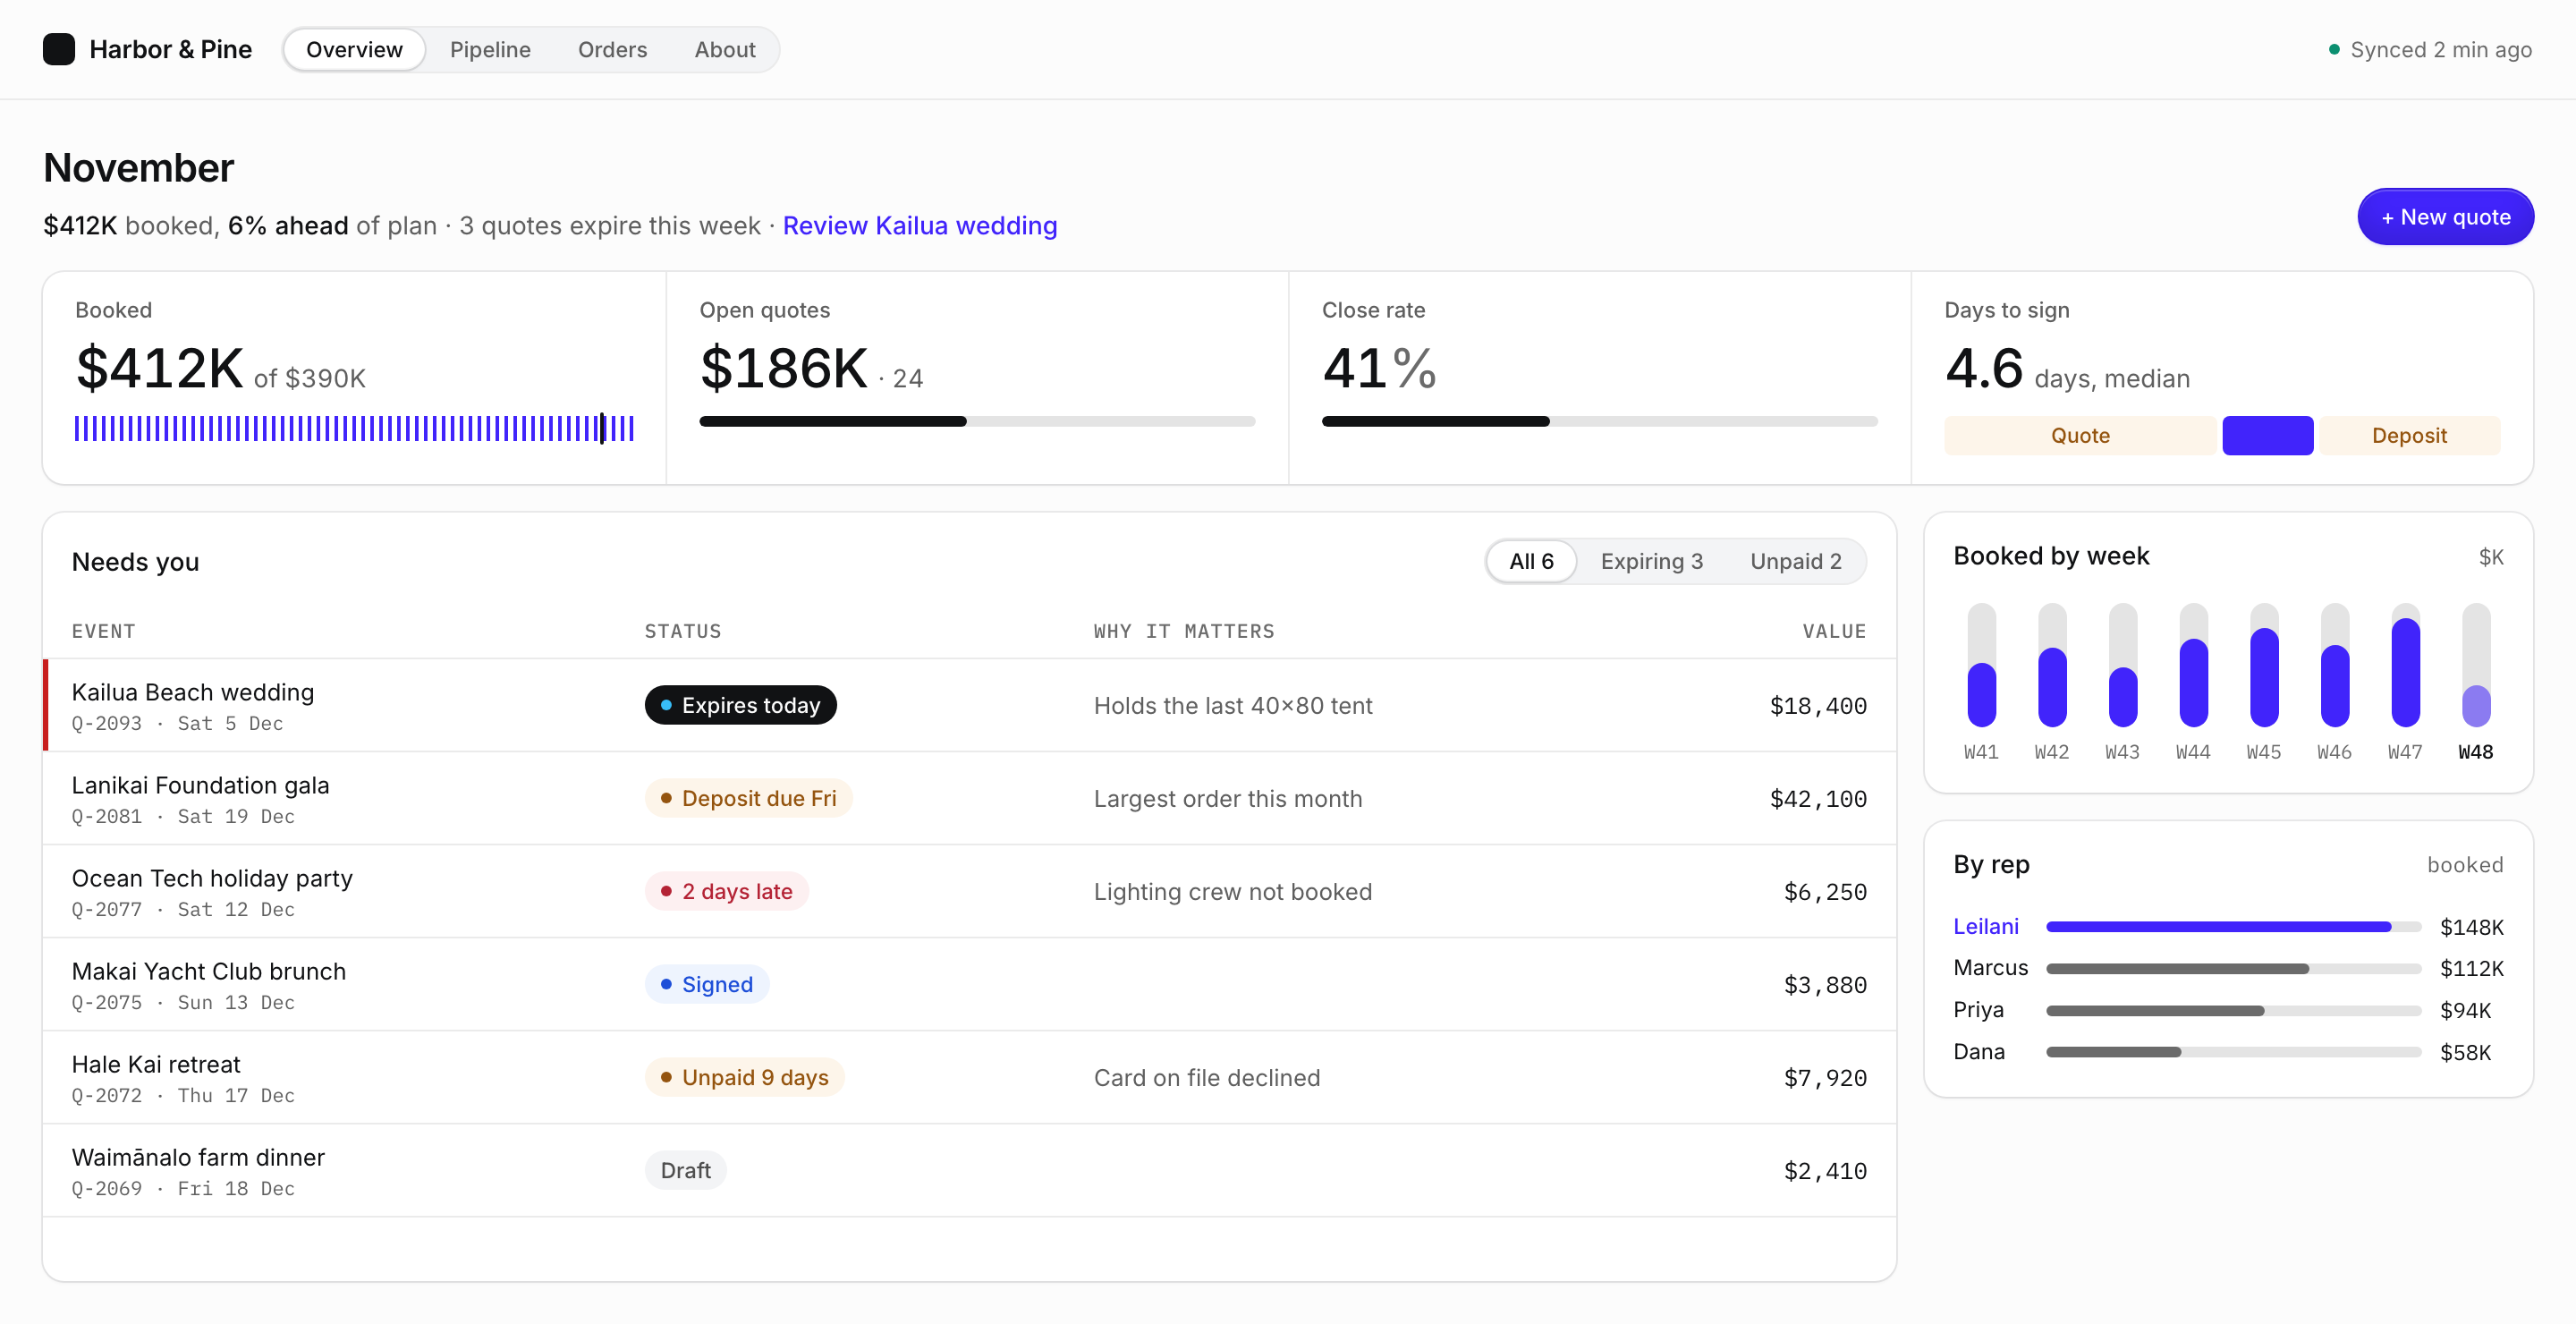 Harbor & Pine Overview Pipeline Orders About Synced 2 min ago
November
$412K booked, 6% ahead of plan · 3 quotes expire this week · Review Kailua wedding
+ New quote
Booked
$412K of $390K
Open quotes
$186K · 24
Close rate
41%
Days to sign
4.6 days, median
Quote Deposit
Needs you
All 6 Expiring 3 Unpaid 2
EVENT STATUS WHY IT MATTERS VALUE
Kailua Beach wedding
Q-2093 · Sat 5 Dec
Expires today
Holds the last 40×80 tent
$18,400
Lanikai Foundation gala
Q-2081 · Sat 19 Dec
Deposit due Fri
Largest order this month
$42,100
Ocean Tech holiday party
Q-2077 · Sat 12 Dec
2 days late
Lighting crew not booked
$6,250
Makai Yacht Club brunch
Q-2075 · Sun 13 Dec
Signed
$3,880
Hale Kai retreat
Q-2072 · Thu 17 Dec
Unpaid 9 days
Card on file declined
$7,920
Waimānalo farm dinner
Q-2069 · Fri 18 Dec
Draft
$2,410
Booked by week $K
W41 W42 W43 W44 W45 W46 W47 W48
By rep booked
Leilani $148K
Marcus $112K
Priya $94K
Dana $58K